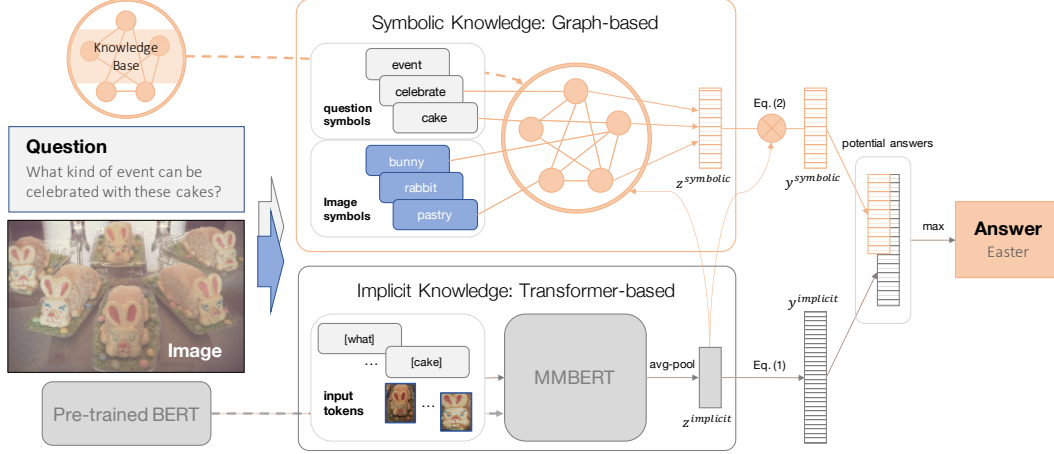 Knowledge
Base
Question
What kind of event can be
celebrated with these cakes?
Image
Pre-trained BERT
Symbolic Knowledge: Graph-based
event
celebrate
cake
question
symbols
bunny
rabbit
pastry
Image
symbols
z^symbolic
Eq. (2)
y^symbolic
potential answers
max
Answer
Easter
Implicit Knowledge: Transformer-based
[what]
...
[cake]
input
tokens
...
MMBERT
avg-pool
z^implicit
Eq. (1)
y^implicit